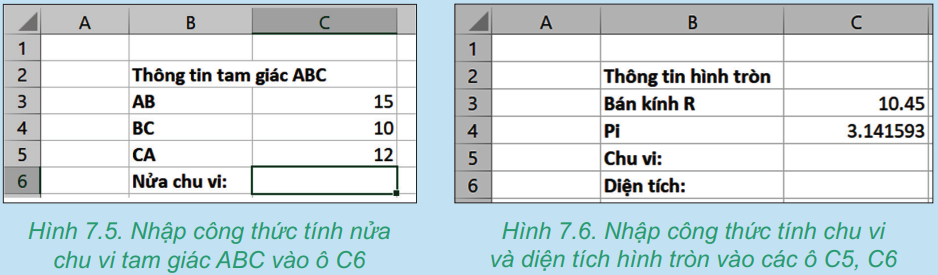 A B C
1
2 Thông tin tam giác ABC
3 AB 15
4 BC 10
5 CA 12
6 Nửa chu vi:
Hình 7.5. Nhập công thức tính nửa
chu vi tam giác ABC vào ô C6
A B C
1
2 Thông tin hình tròn
3 Bán kính R 10.45
4 Pi 3.141593
5 Chu vi:
6 Diện tích:
Hình 7.6. Nhập công thức tính chu vi
và diện tích hình tròn vào các ô C5, C6